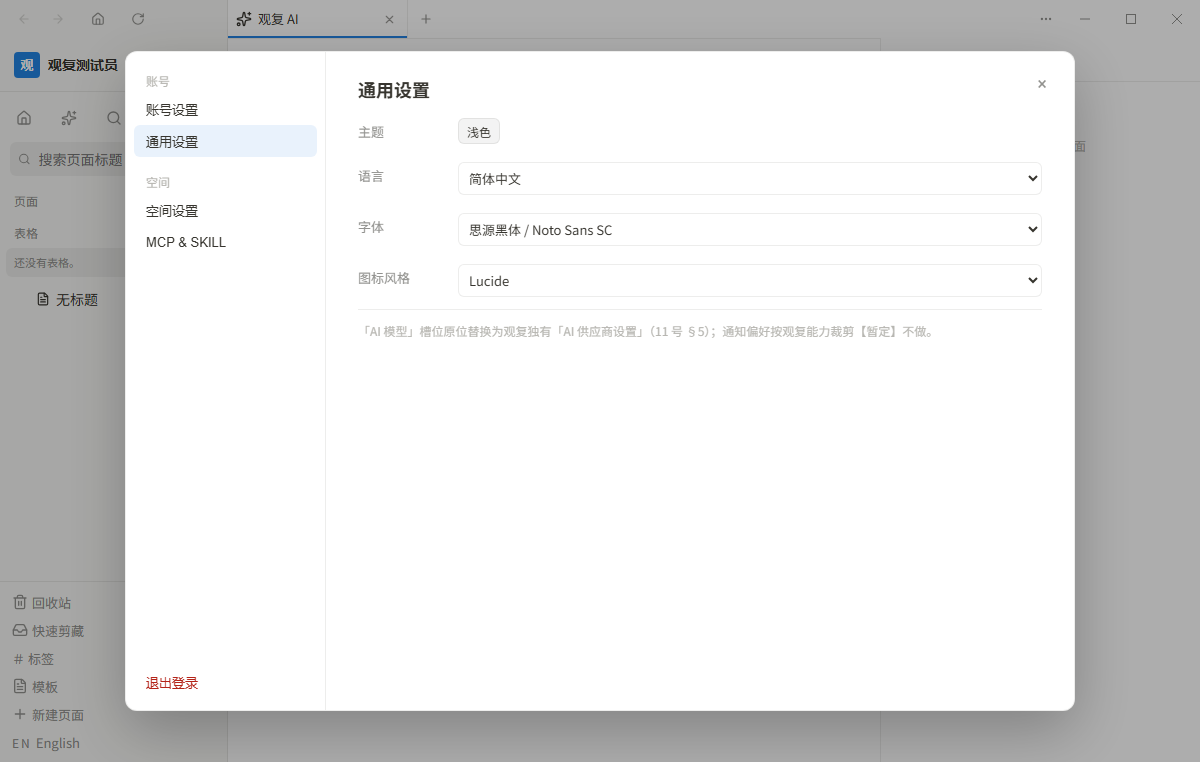 观复 AI
观 观复测试员
搜索页面标题
页面
表格
还没有表格。
无标题
回收站
快速剪藏
# 标签
模板
新建页面
EN English
账号
账号设置
通用设置
空间
空间设置
MCP & SKILL
退出登录
通用设置
主题 浅色
语言 简体中文
字体 思源黑体 / Noto Sans SC
图标风格 Lucide
「AI 模型」槽位原位替换为观复独有「AI 供应商设置」（11 号 §5）；通知偏好按观复能力裁剪【暂定】不做。
面